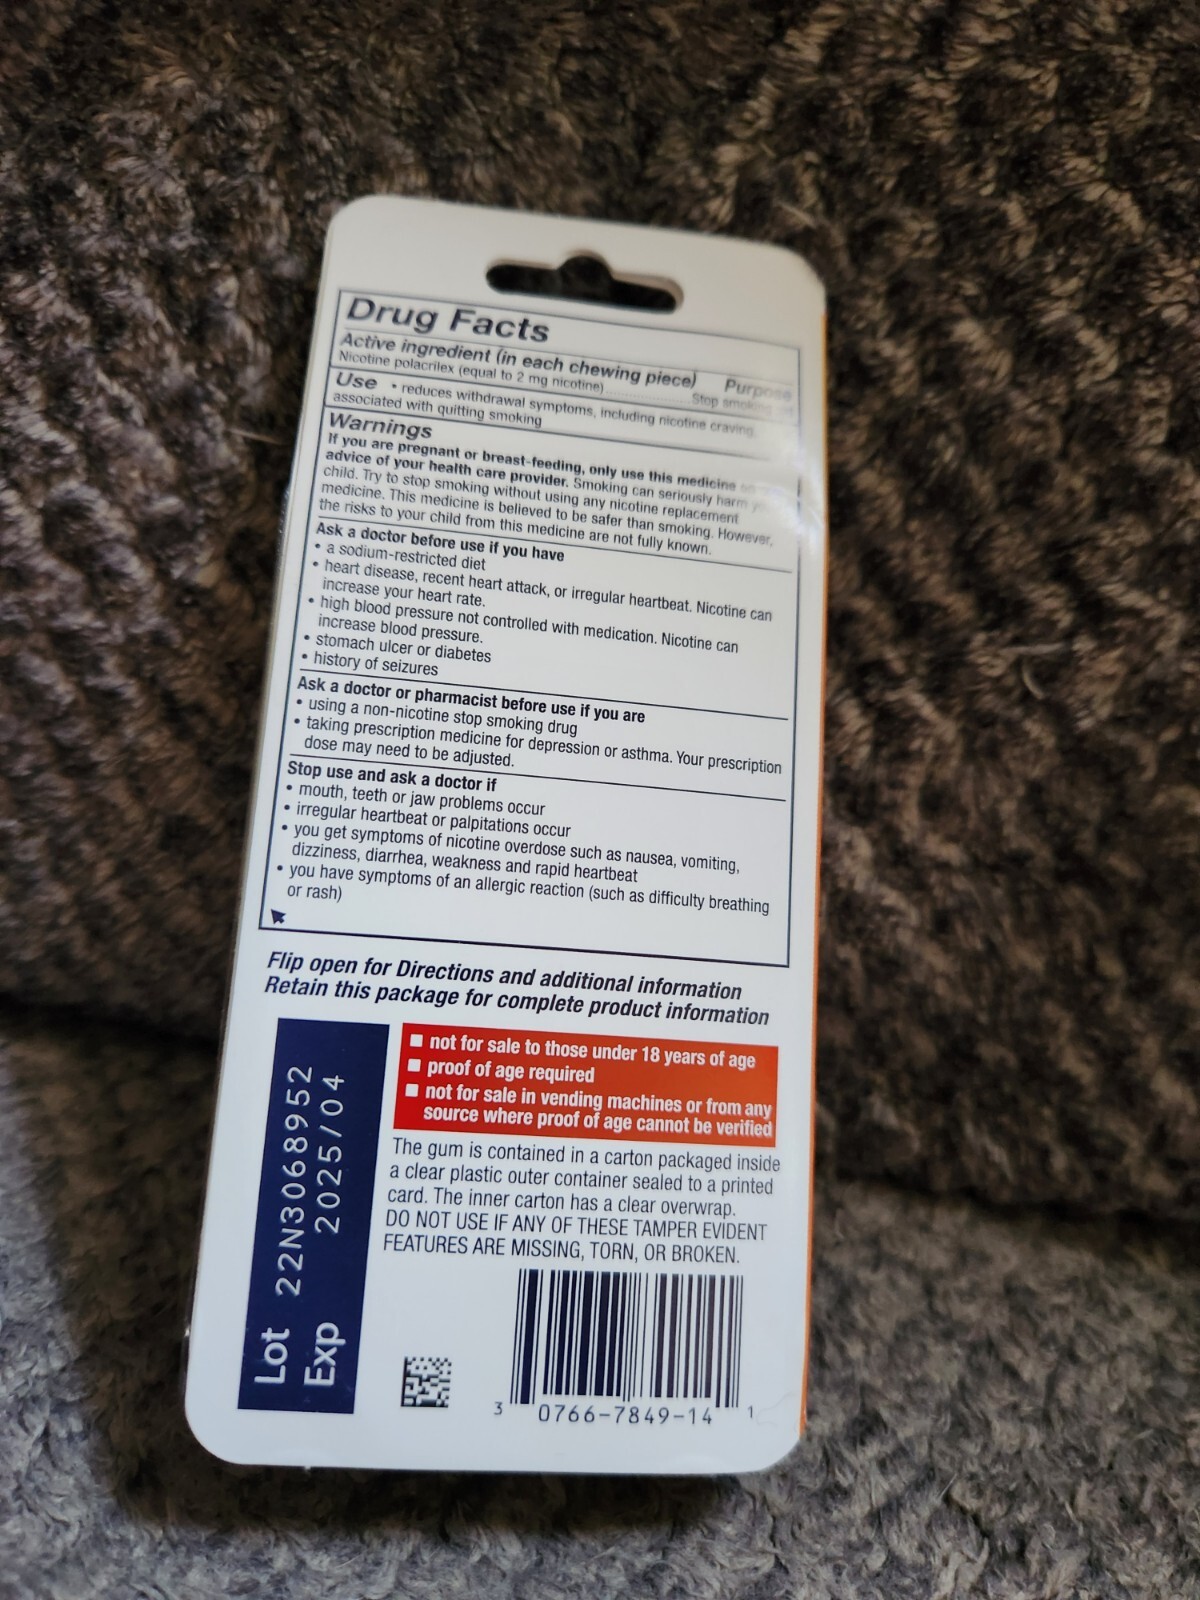 Drug Facts
Active ingredient (in each chewing piece) Purpose
Nicotine polacrilex (equal to 2 mg nicotine)....................Stop smoking aid
Use • reduces withdrawal symptoms, including nicotine craving,
associated with quitting smoking
Warnings
If you are pregnant or breast-feeding, only use this medicine on
advice of your health care provider. Smoking can seriously harm
child. Try to stop smoking without using any nicotine replacement
medicine. This medicine is believed to be safer than smoking. However,
the risks to your child from this medicine are not fully known.
Ask a doctor before use if you have
• a sodium-restricted diet
• heart disease, recent heart attack, or irregular heartbeat. Nicotine can
increase your heart rate.
• high blood pressure not controlled with medication. Nicotine can
increase blood pressure.
• stomach ulcer or diabetes
• history of seizures
Ask a doctor or pharmacist before use if you are
• using a non-nicotine stop smoking drug
• taking prescription medicine for depression or asthma. Your prescription
dose may need to be adjusted.
Stop use and ask a doctor if
• mouth, teeth or jaw problems occur
• irregular heartbeat or palpitations occur
• you get symptoms of nicotine overdose such as nausea, vomiting,
dizziness, diarrhea, weakness and rapid heartbeat
• you have symptoms of an allergic reaction (such as difficulty breathing
or rash)
Flip open for Directions and additional information
Retain this package for complete product information
Lot 22N3068952
Exp 2025/04
■ not for sale to those under 18 years of age
■ proof of age required
■ not for sale in vending machines or from any
source where proof of age cannot be verified
The gum is contained in a carton packaged inside
a clear plastic outer container sealed to a printed
card. The inner carton has a clear overwrap.
DO NOT USE IF ANY OF THESE TAMPER EVIDENT
FEATURES ARE MISSING, TORN, OR BROKEN.
3 0766-7849-14 1